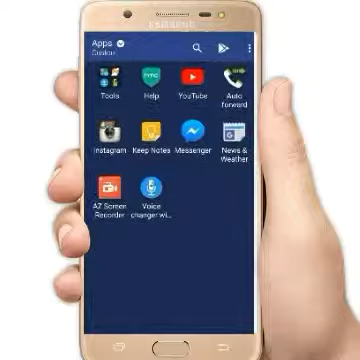 SAMSUNG
Apps
Custom
Tools
Help
YouTube
Auto
forward
Instagram
Keep Notes
Messenger
News &
Weather
AZ Screen
Recorder
Voice
changer wi...